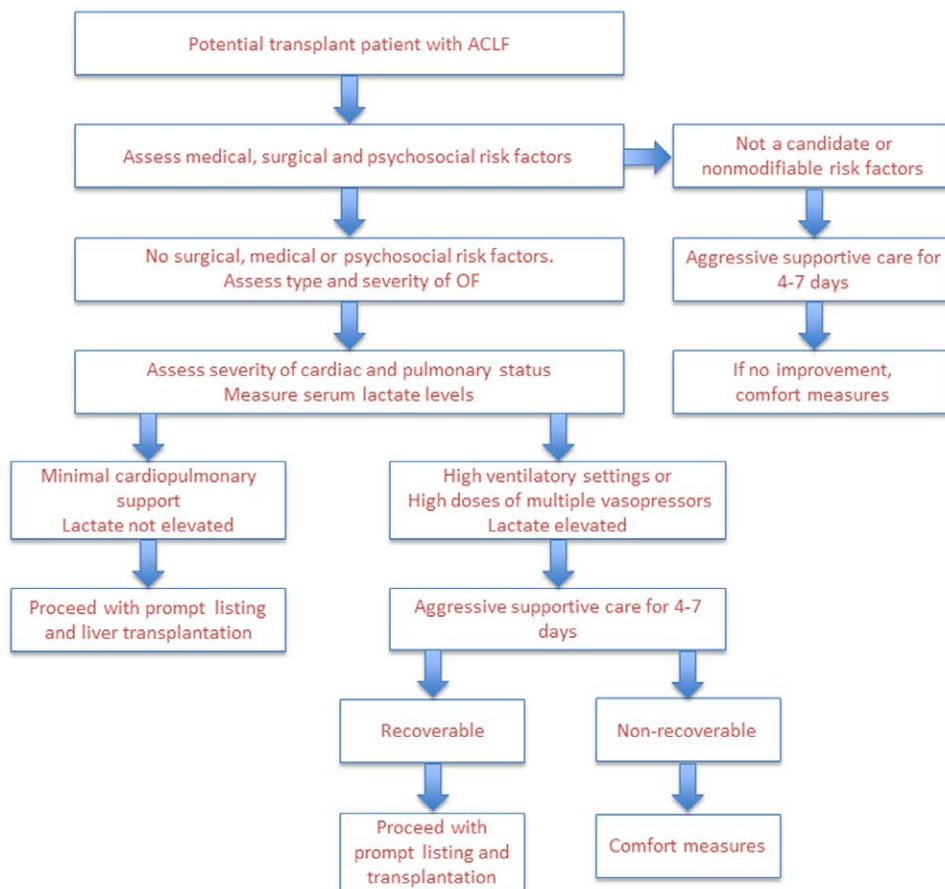 Potential transplant patient with ACLF
Assess medical, surgical and psychosocial risk factors
Not a candidate or
nonmodifiable risk factors
No surgical, medical or psychosocial risk factors.
Assess type and severity of OF
Aggressive supportive care for
4-7 days
Assess severity of cardiac and pulmonary status
Measure serum lactate levels
If no improvement,
comfort measures
Minimal cardiopulmonary
support
Lactate not elevated
High ventilatory settings or
High doses of multiple vasopressors
Lactate elevated
Proceed with prompt listing
and liver transplantation
Aggressive supportive care for 4-7
days
Recoverable
Non-recoverable
Proceed with
prompt listing and
transplantation
Comfort measures